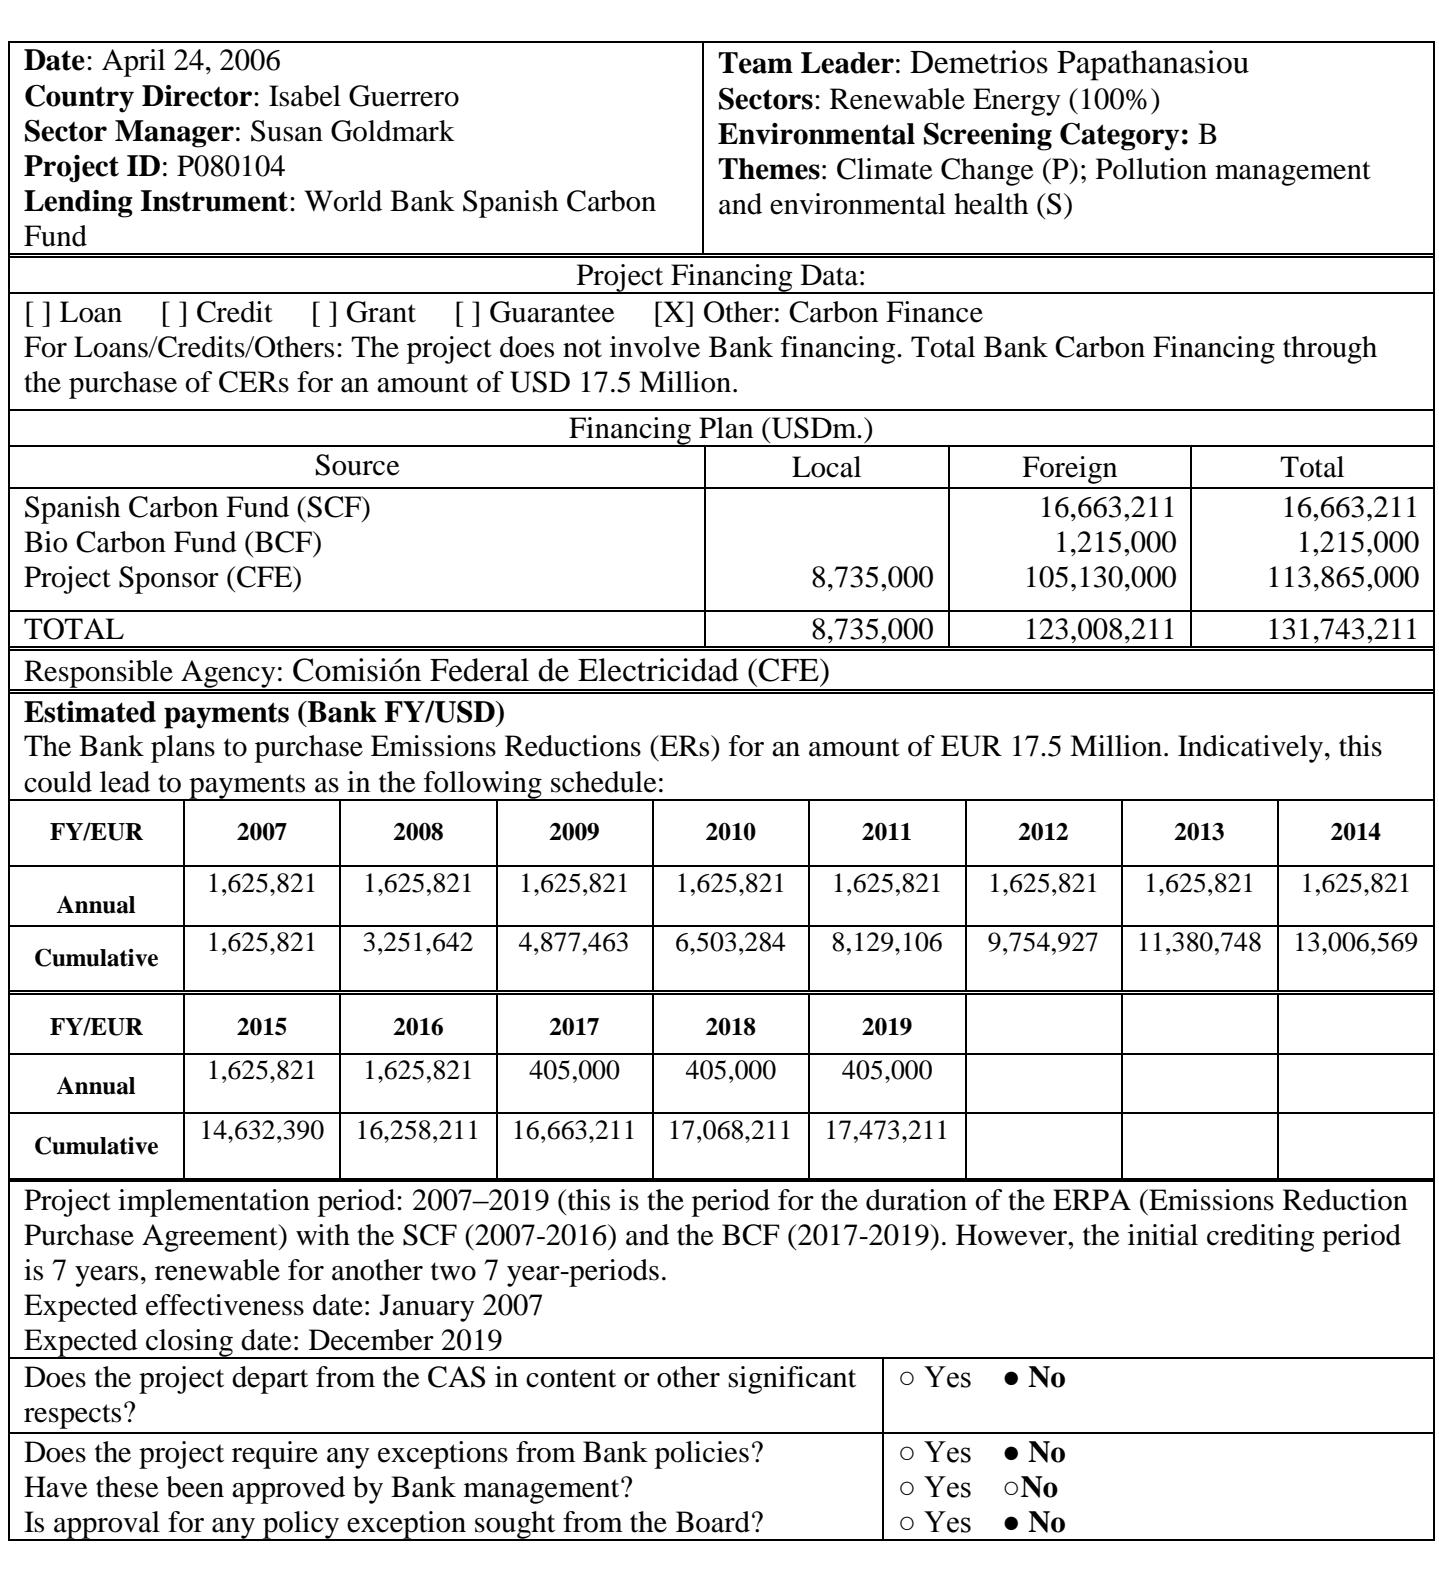 Date: April 24, 2006
Country Director: Isabel Guerrero
Sector Manager: Susan Goldmark
Project ID: P080104
Lending Instrument: World Bank Spanish Carbon
Fund
Team Leader: Demetrios Papathanasiou
Sectors: Renewable Energy (100%)
Environmental Screening Category: B
Themes: Climate Change (P); Pollution management
and environmental health (S)
Project Financing Data:
[ ] Loan [ ] Credit [ ] Grant [ ] Guarantee [X] Other: Carbon Finance
For Loans/Credits/Others: The project does not involve Bank financing. Total Bank Carbon Financing through
the purchase of CERs for an amount of USD 17.5 Million.
Financing Plan (USDm.)
Source Local Foreign Total
Spanish Carbon Fund (SCF) 16,663,211 16,663,211
Bio Carbon Fund (BCF) 1,215,000 1,215,000
Project Sponsor (CFE) 8,735,000 105,130,000 113,865,000
TOTAL 8,735,000 123,008,211 131,743,211
Responsible Agency: Comisión Federal de Electricidad (CFE)
Estimated payments (Bank FY/USD)
The Bank plans to purchase Emissions Reductions (ERs) for an amount of EUR 17.5 Million. Indicatively, this
could lead to payments as in the following schedule:
FY/EUR 2007 2008 2009 2010 2011 2012 2013 2014
Annual 1,625,821 1,625,821 1,625,821 1,625,821 1,625,821 1,625,821 1,625,821 1,625,821
Cumulative 1,625,821 3,251,642 4,877,463 6,503,284 8,129,106 9,754,927 11,380,748 13,006,569
FY/EUR 2015 2016 2017 2018 2019
Annual 1,625,821 1,625,821 405,000 405,000 405,000
Cumulative 14,632,390 16,258,211 16,663,211 17,068,211 17,473,211
Project implementation period: 2007–2019 (this is the period for the duration of the ERPA (Emissions Reduction
Purchase Agreement) with the SCF (2007-2016) and the BCF (2017-2019). However, the initial crediting period
is 7 years, renewable for another two 7 year-periods.
Expected effectiveness date: January 2007
Expected closing date: December 2019
Does the project depart from the CAS in content or other significant
respects?
○ Yes ● No
Does the project require any exceptions from Bank policies? ○ Yes ● No
Have these been approved by Bank management? ○ Yes ○No
Is approval for any policy exception sought from the Board? ○ Yes ● No